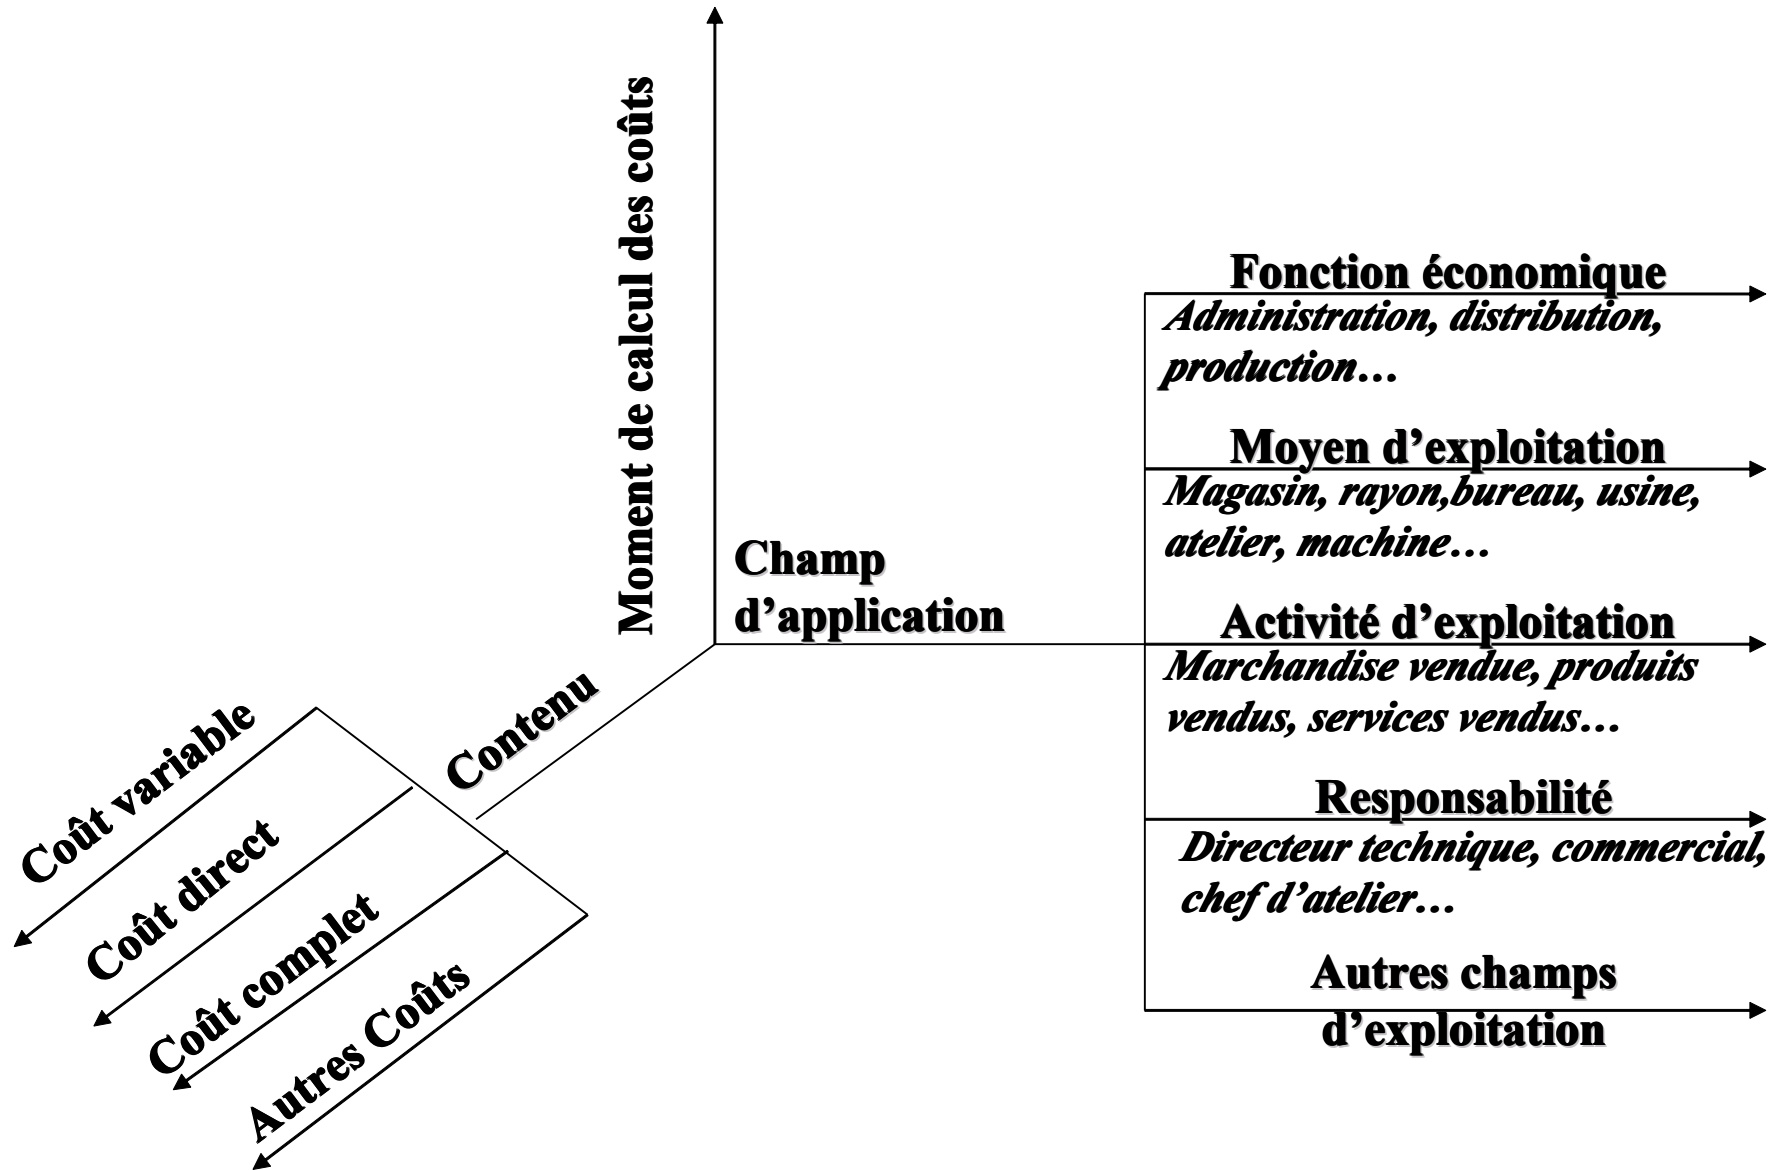 Moment de calcul des coûts
Fonction économique
Administration, distribution,
production…
Moyen d’exploitation
Magasin, rayon,bureau, usine,
atelier, machine…
Champ
d’application
Activité d’exploitation
Marchandise vendue, produits
vendus, services vendus…
Contenu
Coût variable
Coût direct
Coût complet
Autres Coûts
Responsabilité
Directeur technique, commercial,
chef d’atelier…
Autres champs
d’exploitation